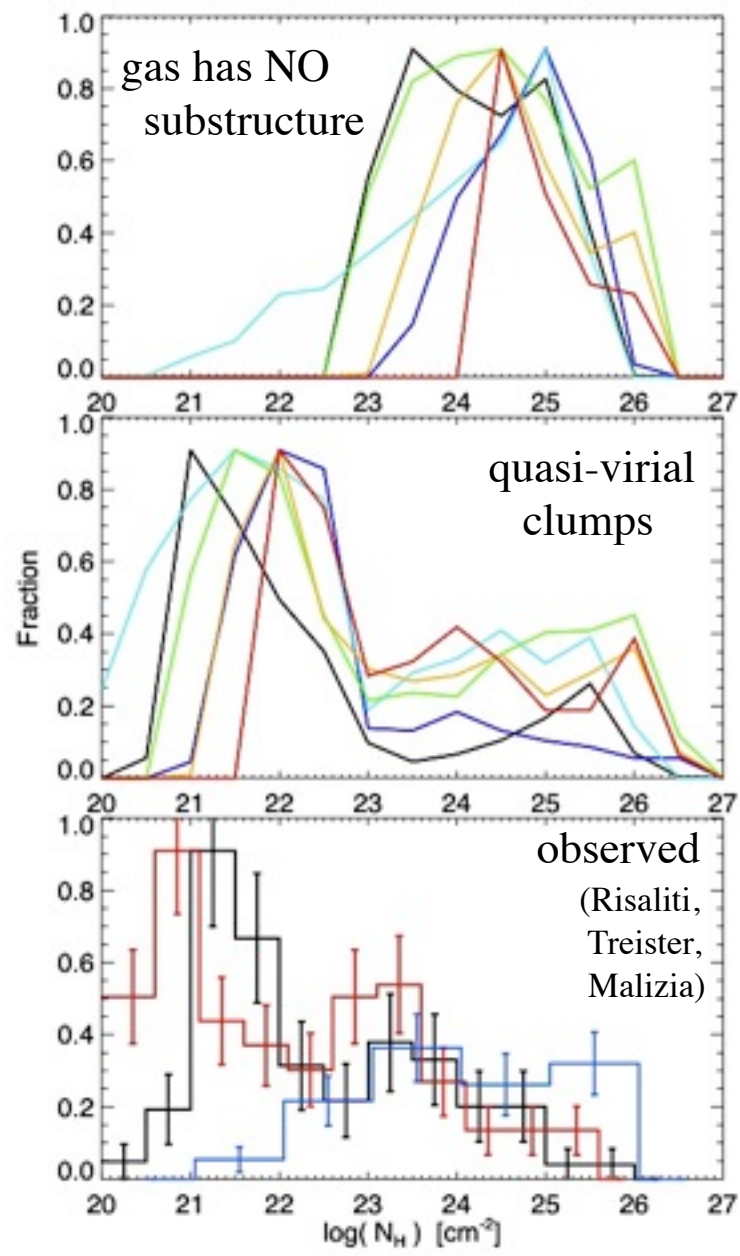 1.0
gas has NO
substructure
0.8
0.6
0.4
0.2
0.0
20 21 22 23 24 25 26 27
1.0
quasi-virial
clumps
0.8
0.6
0.4
0.2
0.0
Fraction
20 21 22 23 24 25 26 27
1.0
observed
(Risaliti,
Treister,
Malizia)
0.8
0.6
0.4
0.2
0.0
20 21 22 23 24 25 26 27
log( N_H ) [cm⁻²]